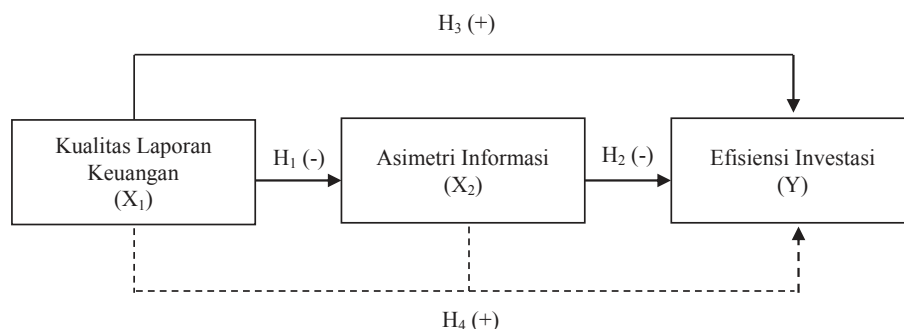 H₃ (+)
Kualitas Laporan
Keuangan
(X₁)
H₁ (-)
Asimetri Informasi
(X₂)
H₂ (-)
Efisiensi Investasi
(Y)
H₄ (+)